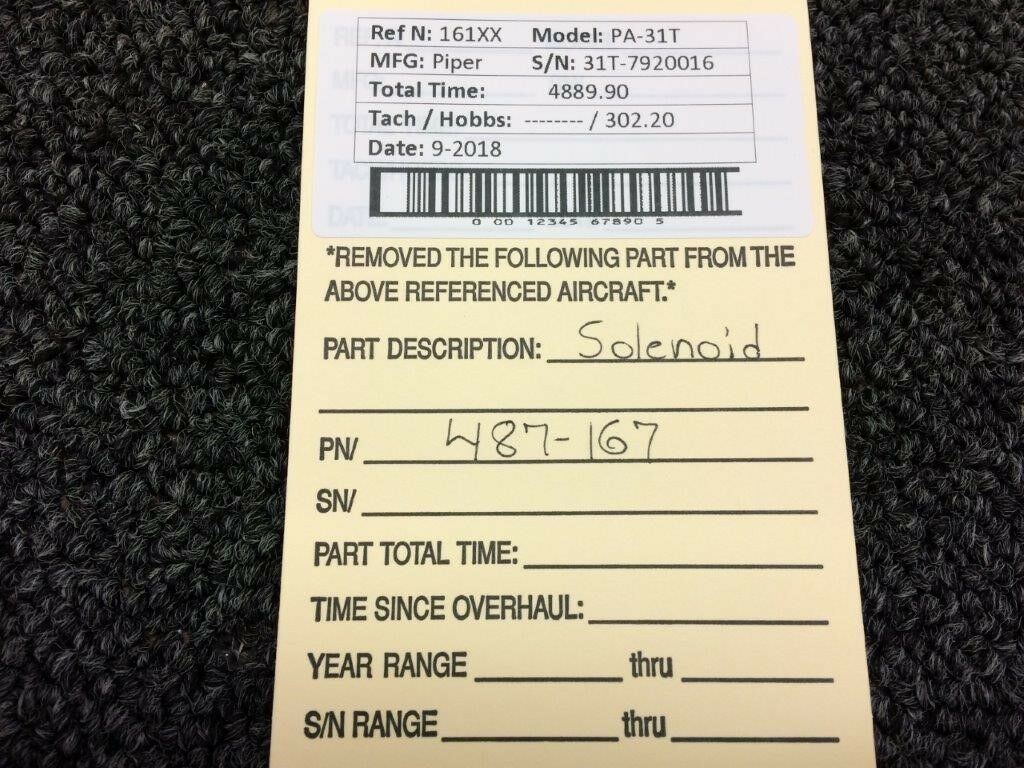 Ref N: 161XX Model: PA-31T
MFG: Piper S/N: 31T-7920016
Total Time: 4889.90
Tach / Hobbs: -------- / 302.20
Date: 9-2018
0 00 12345 67890 5
*REMOVED THE FOLLOWING PART FROM THE
ABOVE REFERENCED AIRCRAFT.*
PART DESCRIPTION: Solenoid
PN/ 487-167
SN/
PART TOTAL TIME:
TIME SINCE OVERHAUL:
YEAR RANGE thru
S/N RANGE thru